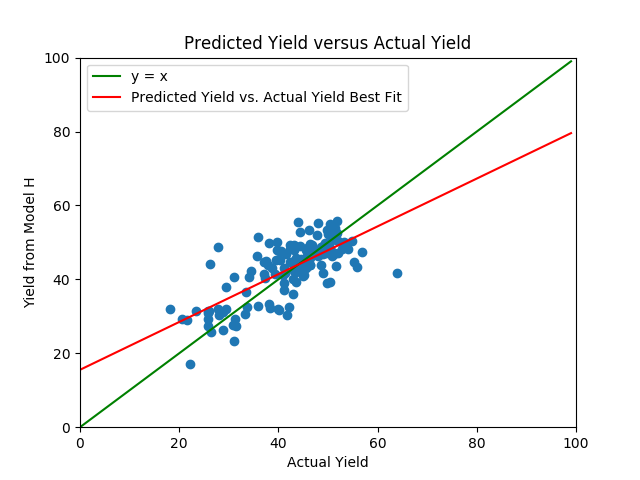 Predicted Yield versus Actual Yield
y = x
Predicted Yield vs. Actual Yield Best Fit
Yield from Model H
100
80
60
40
20
0
0 20 40 60 80 100
Actual Yield